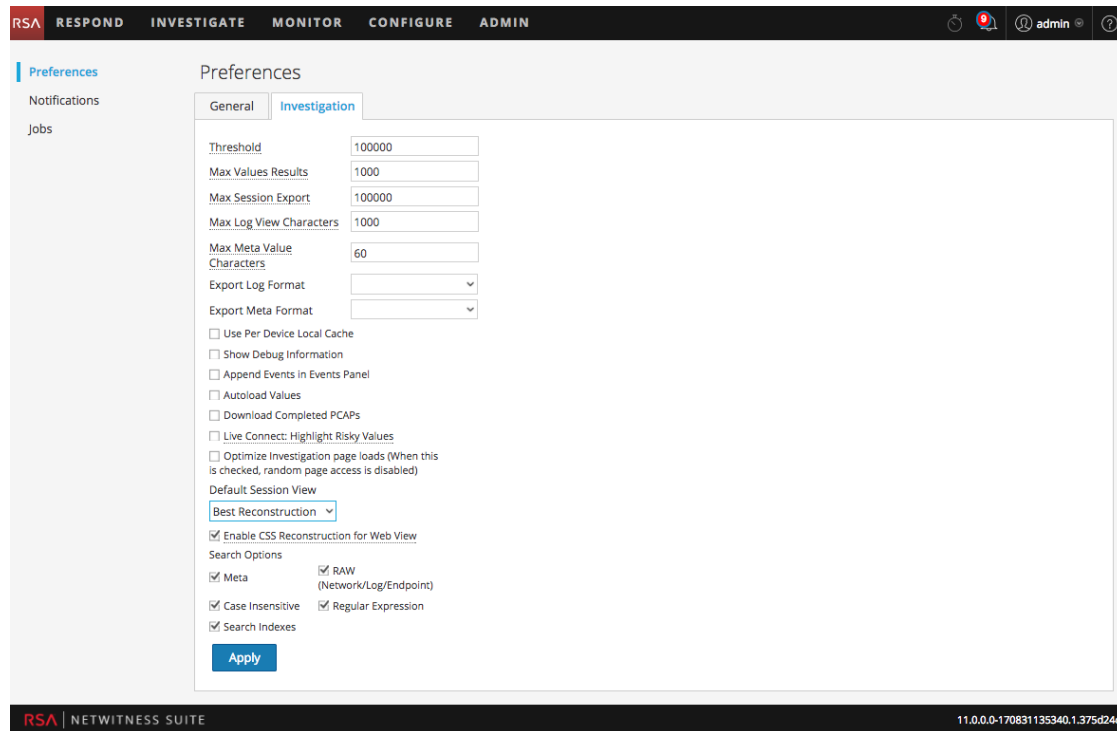 RSA RESPOND INVESTIGATE MONITOR CONFIGURE ADMIN 9 admin ?
Preferences
Notifications
Jobs
Preferences
General Investigation
Threshold 100000
Max Values Results 1000
Max Session Export 100000
Max Log View Characters 1000
Max Meta Value
Characters 60
Export Log Format
Export Meta Format
Use Per Device Local Cache
Show Debug Information
Append Events in Events Panel
Autoload Values
Download Completed PCAPs
Live Connect: Highlight Risky Values
Optimize Investigation page loads (When this
is checked, random page access is disabled)
Default Session View
Best Reconstruction
Enable CSS Reconstruction for Web View
Search Options
Meta RAW
(Network/Log/Endpoint)
Case Insensitive Regular Expression
Search Indexes
Apply
RSA NETWITNESS SUITE 11.0.0.0-170831135340.1.375d24